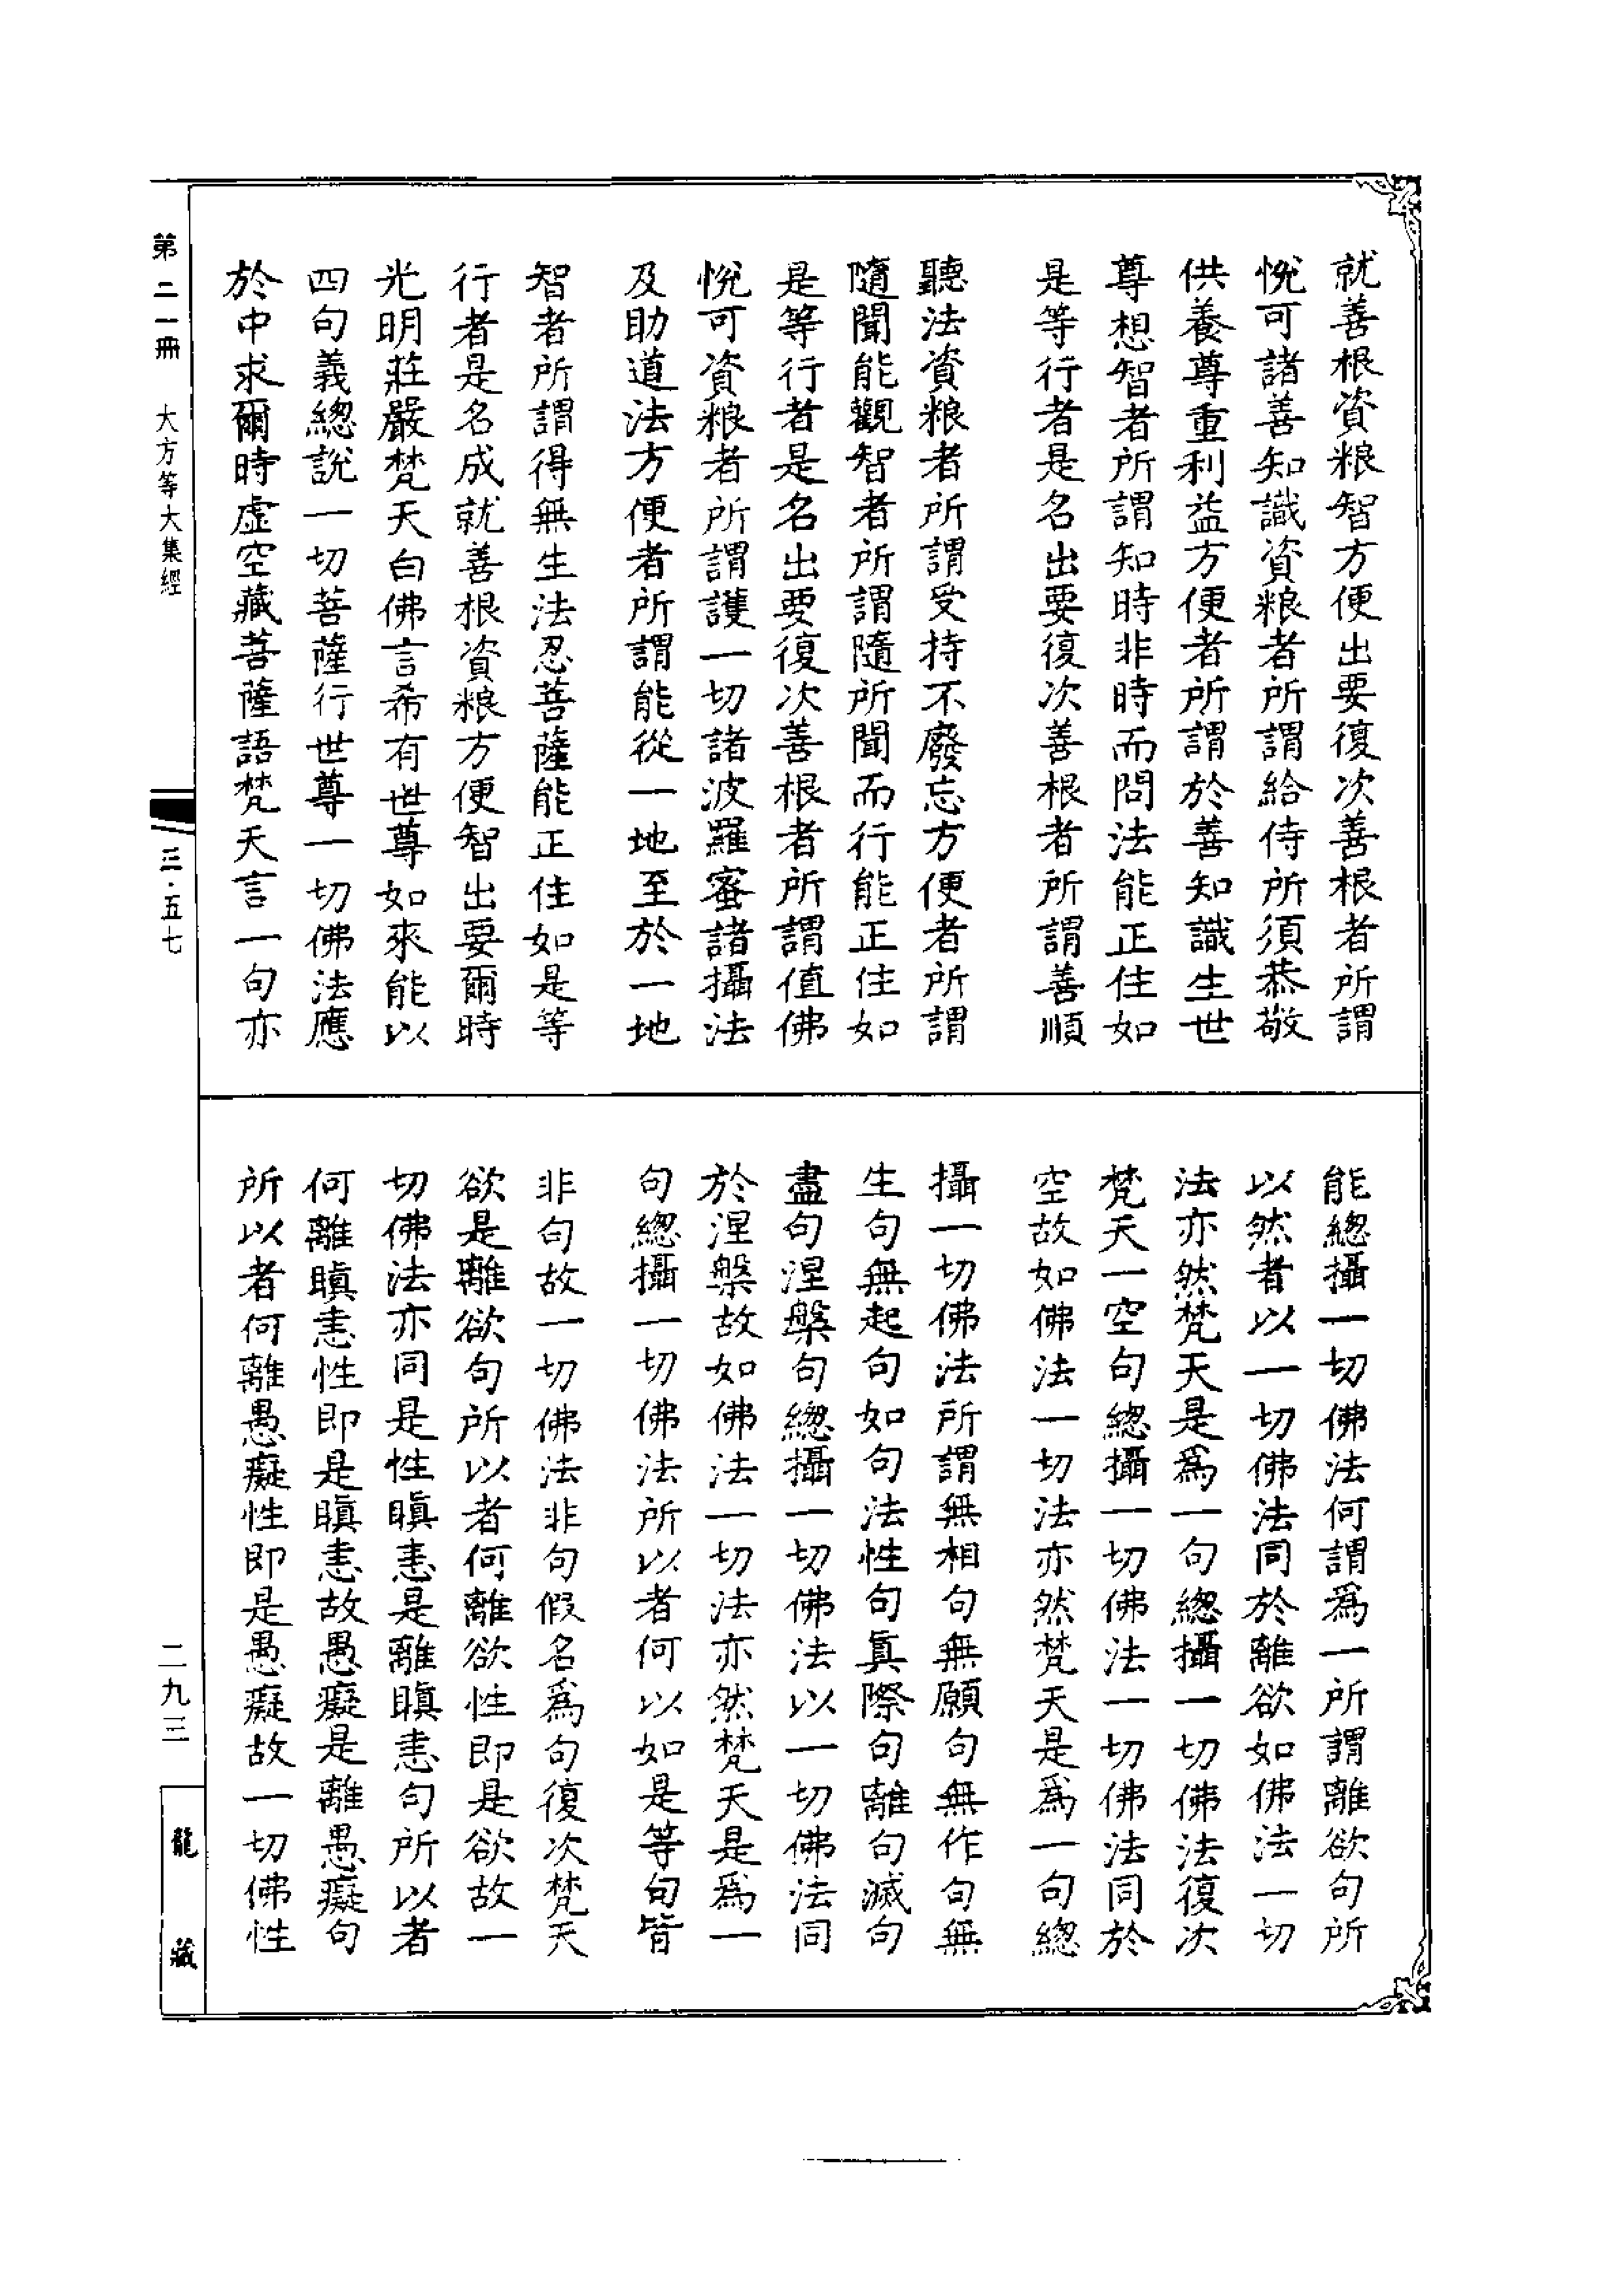 就善根資粮智方便出要復次善根者所謂
悅可諸善知識資粮者所謂給侍所須恭敬
供養尊重利益方便者所謂於善知識生世
尊想智者所謂知時非時而問法能正住如
是等行者是名出要復次善根者所謂善順
聽法資粮者所謂受持不廢忘方便者所謂
隨聞能觀智者所謂隨所聞而行能正住如
是等行者是名出要復次善根者所謂值佛
悅可資粮者所謂護一切諸波羅蜜諸攝法
及助道法方便者所謂能從一地至於一地
智者所謂得無生法忍菩薩能正住如是等
行者是名成就善根資粮方便智出要爾時
光明莊嚴梵天白佛言希有世尊如來能以
四句義總說一切菩薩行世尊一切佛法應
於中求爾時虛空藏菩薩語梵天言一句亦
能總攝一切佛法何謂爲一所謂離欲句所
以然者以一切佛法同於離欲如佛法一切
法亦然梵天是爲一句總攝一切佛法復次
梵天一空句總攝一切佛法一切佛法同於
空故如佛法一切法亦然梵天是爲一句總
攝一切佛法所謂無相句無願句無作句無
生句無起句如句法性句真際句離句滅句
盡句涅槃句總攝一切佛法以一切佛法同
於涅槃故如佛法一切法亦然梵天是爲一
句總攝一切佛法所以者何以如是等句皆
非句故一切佛法非句假名爲句復次梵天
欲是離欲句所以者何離欲性即是欲故一
切佛法亦同是性瞋恚是離瞋恚句所以者
何離瞋恚性即是瞋恚故愚癡是離愚癡句
所以者何離愚癡性即是愚癡故一切佛性
第二一冊 大方等大集經
三·五七
二九三
龍藏